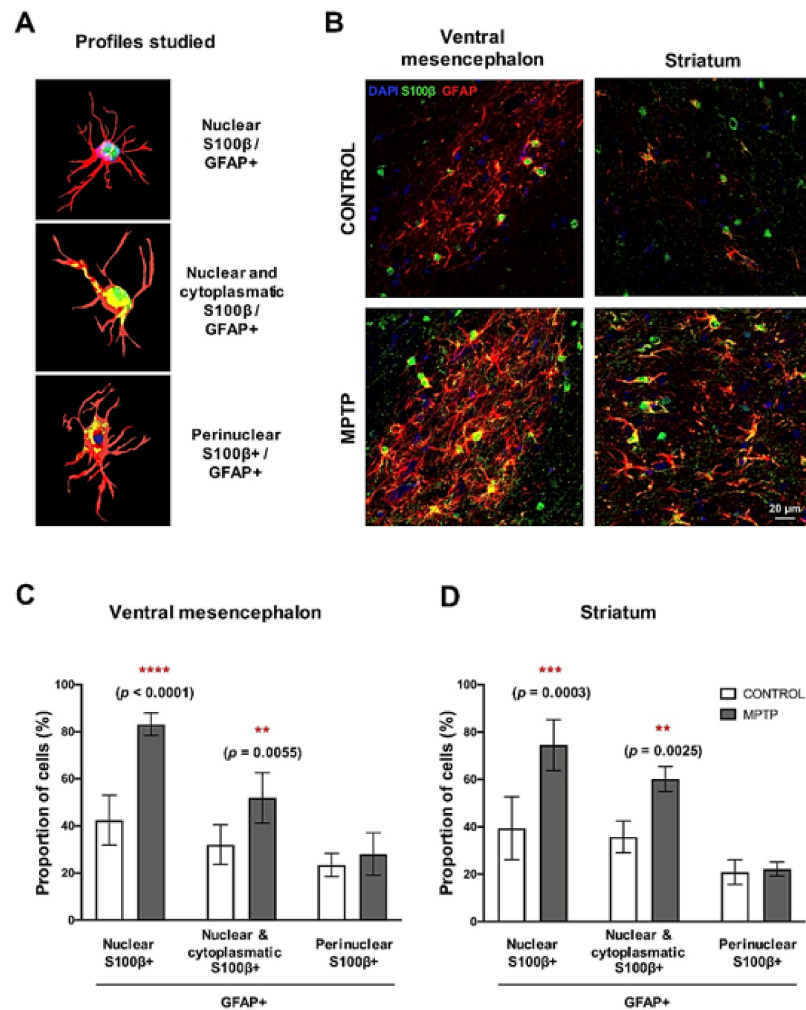 A
Profiles studied
Nuclear
S100β /
GFAP+
Nuclear and
cytoplasmatic
S100β /
GFAP+
Perinuclear
S100β+ /
GFAP+
B
Ventral
mesencephalon
Striatum
DAPI S100β GFAP
CONTROL
MPTP
20 µm
C
Ventral mesencephalon
****
(p < 0.0001)
**
(p = 0.0055)
Proportion of cells (%)
100
80
60
40
20
0
Nuclear
S100β+
Nuclear &
cytoplasmatic
S100β+
Perinuclear
S100β+
GFAP+
D
Striatum
***
(p = 0.0003)
**
(p = 0.0025)
CONTROL
MPTP
Proportion of cells (%)
100
80
60
40
20
0
Nuclear
S100β+
Nuclear &
cytoplasmatic
S100β+
Perinuclear
S100β+
GFAP+